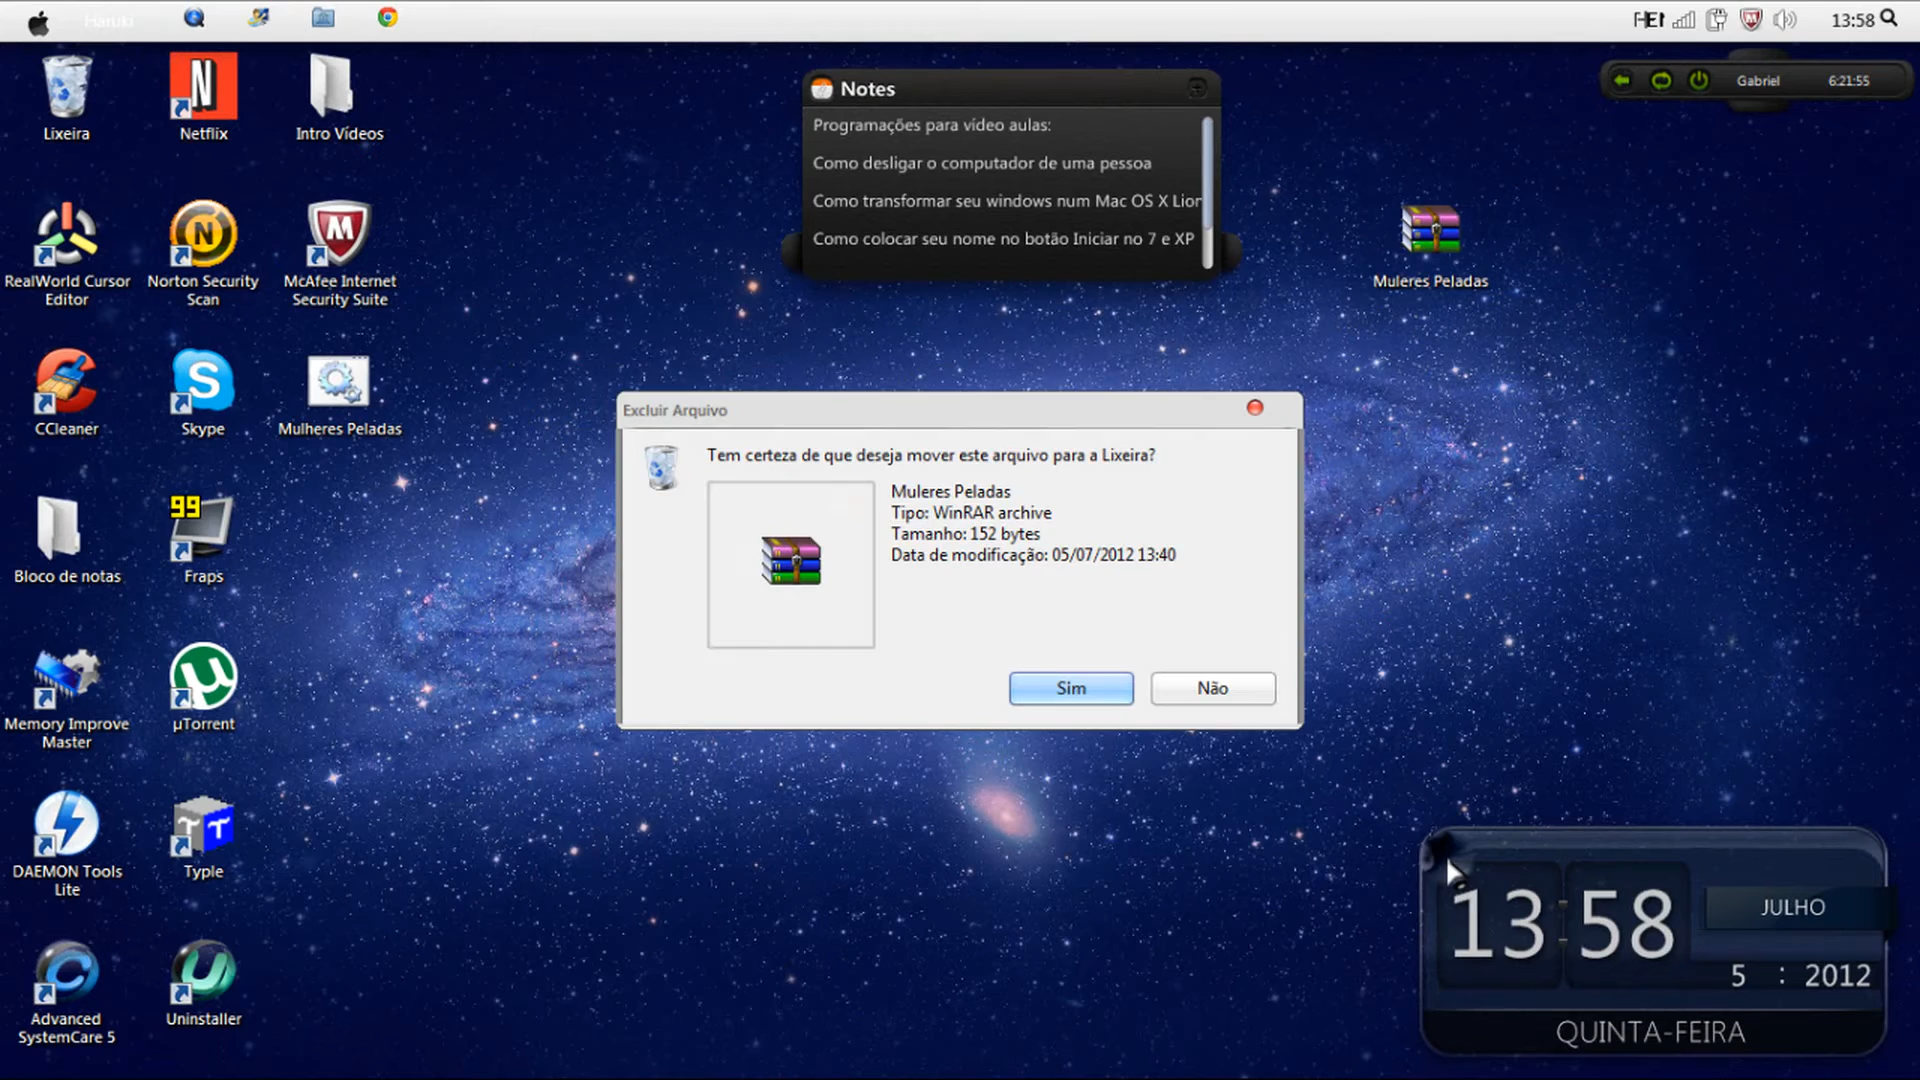 Haruki
13:58
Lixeira
Netflix
Intro Vídeos
Notes
Programações para vídeo aulas:
Como desligar o computador de uma pessoa
Como transformar seu windows num Mac OS X Lion
Como colocar seu nome no botão Iniciar no 7 e XP
Gabriel
6:21:55
RealWorld Cursor
Editor
Norton Security
Scan
McAfee Internet
Security Suite
Muleres Peladas
CCleaner
Skype
Mulheres Peladas
Excluir Arquivo
Tem certeza de que deseja mover este arquivo para a Lixeira?
Muleres Peladas
Tipo: WinRAR archive
Tamanho: 152 bytes
Data de modificação: 05/07/2012 13:40
Sim
Não
Bloco de notas
99
Fraps
Memory Improve
Master
µTorrent
DAEMON Tools
Lite
Typle
Advanced
SystemCare 5
Uninstaller
13:58
JULHO
5 : 2012
QUINTA-FEIRA